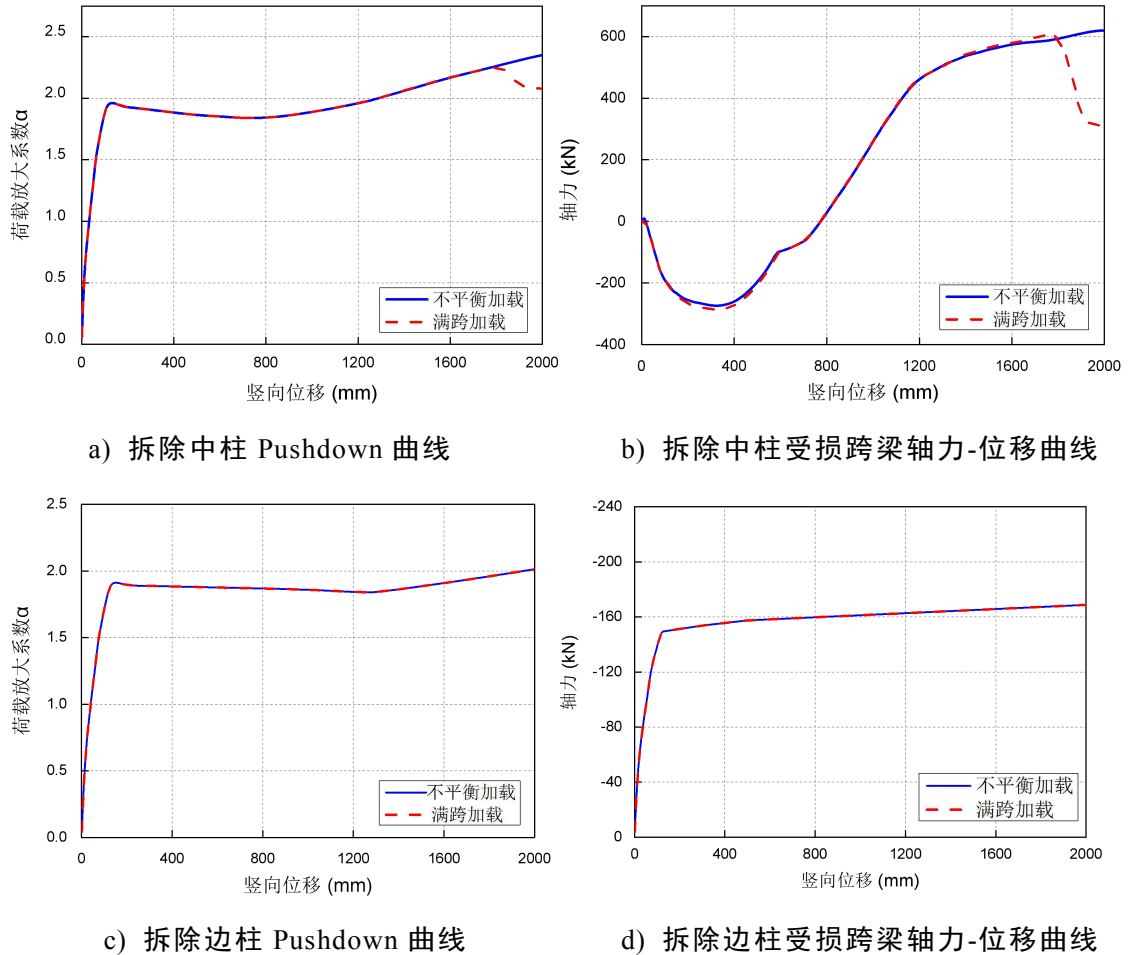 荷载放大系数α
2.5
2.0
1.5
1.0
0.5
0.0
不平衡加载
满跨加载
0 400 800 1200 1600 2000
竖向位移 (mm)
a) 拆除中柱 Pushdown 曲线
轴力 (kN)
600
400
200
0
-200
-400
不平衡加载
满跨加载
0 400 800 1200 1600 2000
竖向位移 (mm)
b) 拆除中柱受损跨梁轴力-位移曲线
荷载放大系数α
2.5
2.0
1.5
1.0
0.5
0.0
不平衡加载
满跨加载
0 400 800 1200 1600 2000
竖向位移 (mm)
c) 拆除边柱 Pushdown 曲线
轴力 (kN)
-240
-200
-160
-120
-80
-40
0
不平衡加载
满跨加载
0 400 800 1200 1600 2000
竖向位移 (mm)
d) 拆除边柱受损跨梁轴力-位移曲线